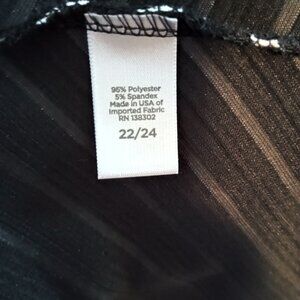 95% Polyester
5% Spandex
Made in USA of
Imported Fabric
RN 138302
22/24